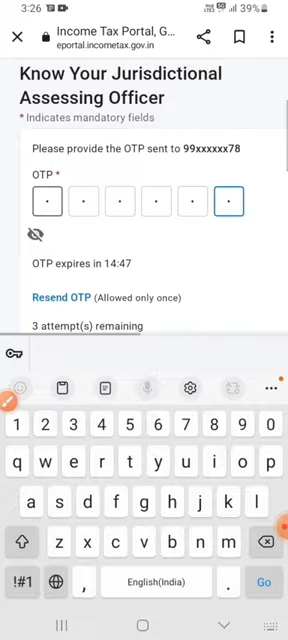 3:26 39%
Income Tax Portal, G...
eportal.incometax.gov.in
Know Your Jurisdictional
Assessing Officer
* Indicates mandatory fields
Please provide the OTP sent to 99xxxxxx78
OTP *
OTP expires in 14:47
Resend OTP (Allowed only once)
3 attempt(s) remaining
1 2 3 4 5 6 7 8 9 0
q w e r t y u i o p
a s d f g h j k l
z x c v b n m
!#1 , English(India) . Go